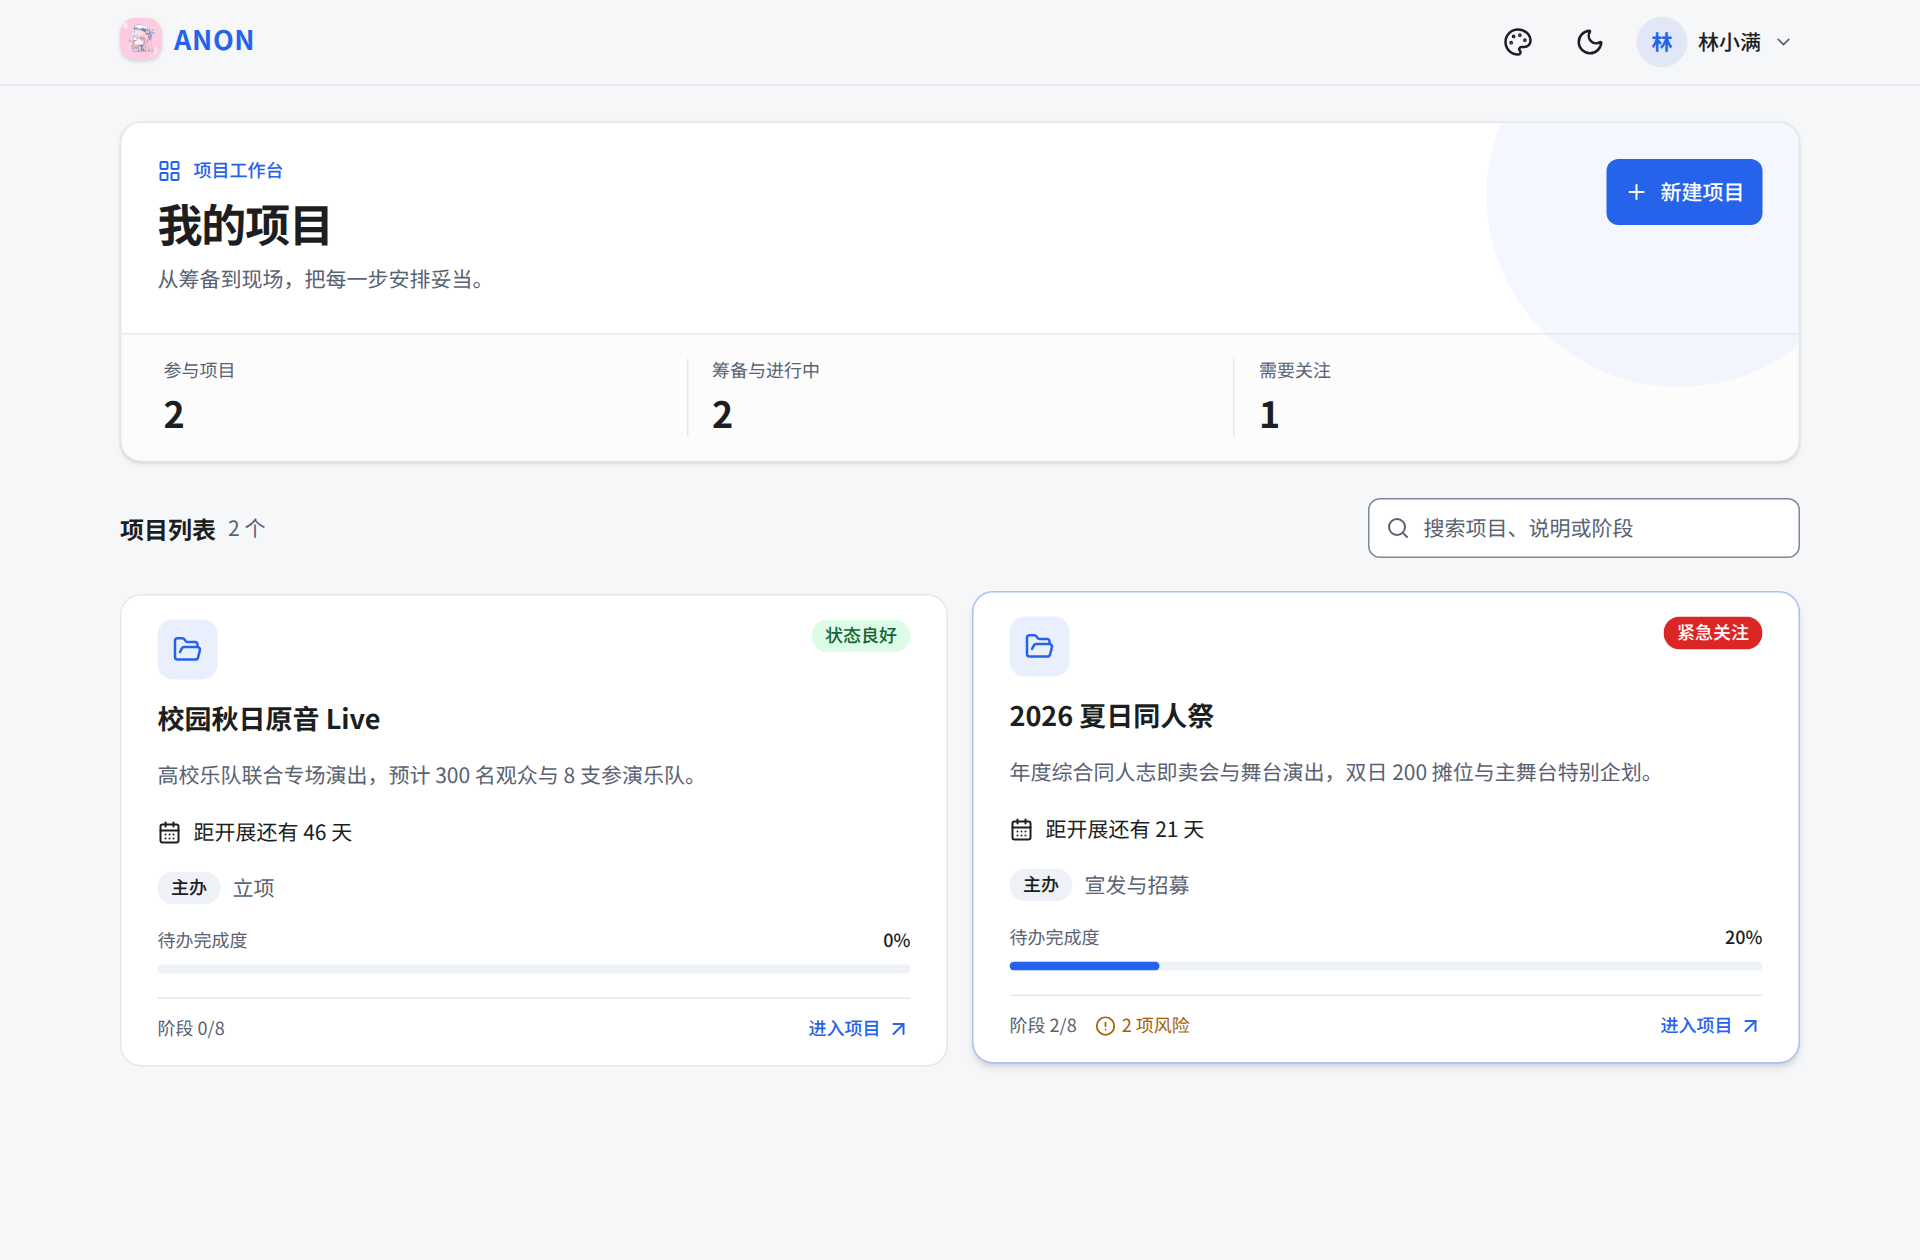 ANON
林
林小满
项目工作台
我的项目
从筹备到现场，把每一步安排妥当。
新建项目
参与项目
2
筹备与进行中
2
需要关注
1
项目列表 2 个
搜索项目、说明或阶段
状态良好
校园秋日原音 Live
高校乐队联合专场演出，预计 300 名观众与 8 支参演乐队。
距开展还有 46 天
主办 立项
待办完成度 0%
阶段 0/8
进入项目
紧急关注
2026 夏日同人祭
年度综合同人志即卖会与舞台演出，双日 200 摊位与主舞台特别企划。
距开展还有 21 天
主办 宣发与招募
待办完成度 20%
阶段 2/8 2 项风险
进入项目